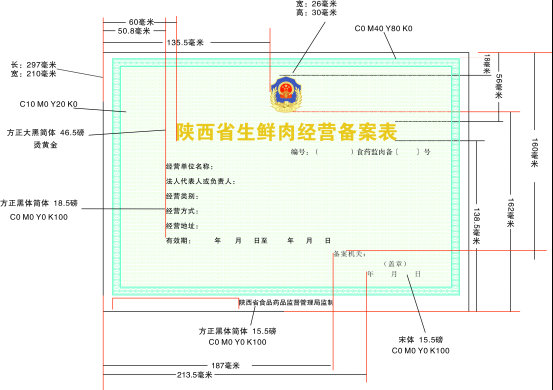 宽：26毫米
高：30毫米
60毫米
50.8毫米
C0 M40 Y80 K0
135.5毫米
长：297毫米
宽：210毫米
18毫米
56毫米
C10 M0 Y20 K0
方正大黑简体 46.5磅
烫黄金
陕西省生鲜肉经营备案表
编号：（ ）食药监肉备〔 〕号
160毫米
经营单位名称：
法人代表人或负责人：
经营类别：
方正黑体简体 18.5磅
C0 M0 Y0 K100
经营方式：
经营地址：
138.5毫米
162毫米
有效期： 年 月 日至 年 月 日
备案机关：
（盖章）
年 月 日
陕西省食品药品监督管理局监制
方正黑体简体 15.5磅
C0 M0 Y0 K100
宋体 15.5磅
C0 M0 Y0 K100
187毫米
213.5毫米